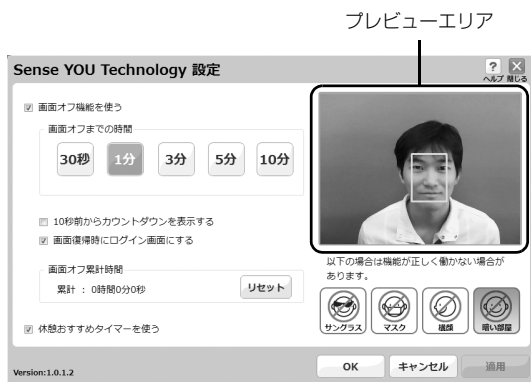 プレビューエリア
Sense YOU Technology 設定
? ヘルプ 閉じる
画面オフ機能を使う
画面オフまでの時間
30秒 1分 3分 5分 10分
10秒前からカウントダウンを表示する
画面復帰時にログイン画面にする
画面オフ累計時間
累計 : 0時間0分0秒 リセット
休憩おすすめタイマーを使う
以下の場合は機能が正しく働かない場合が
あります。
サングラス マスク 横顔 暗い部屋
Version:1.0.1.2
OK キャンセル 適用